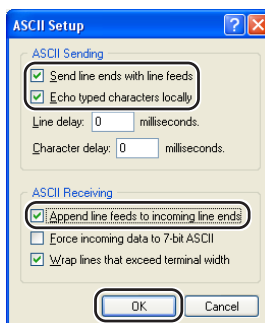 ASCII Setup
ASCII Sending
Send line ends with line feeds
Echo typed characters locally
Line delay: 0 milliseconds.
Character delay: 0 milliseconds.
ASCII Receiving
Append line feeds to incoming line ends
Force incoming data to 7-bit ASCII
Wrap lines that exceed terminal width
OK Cancel